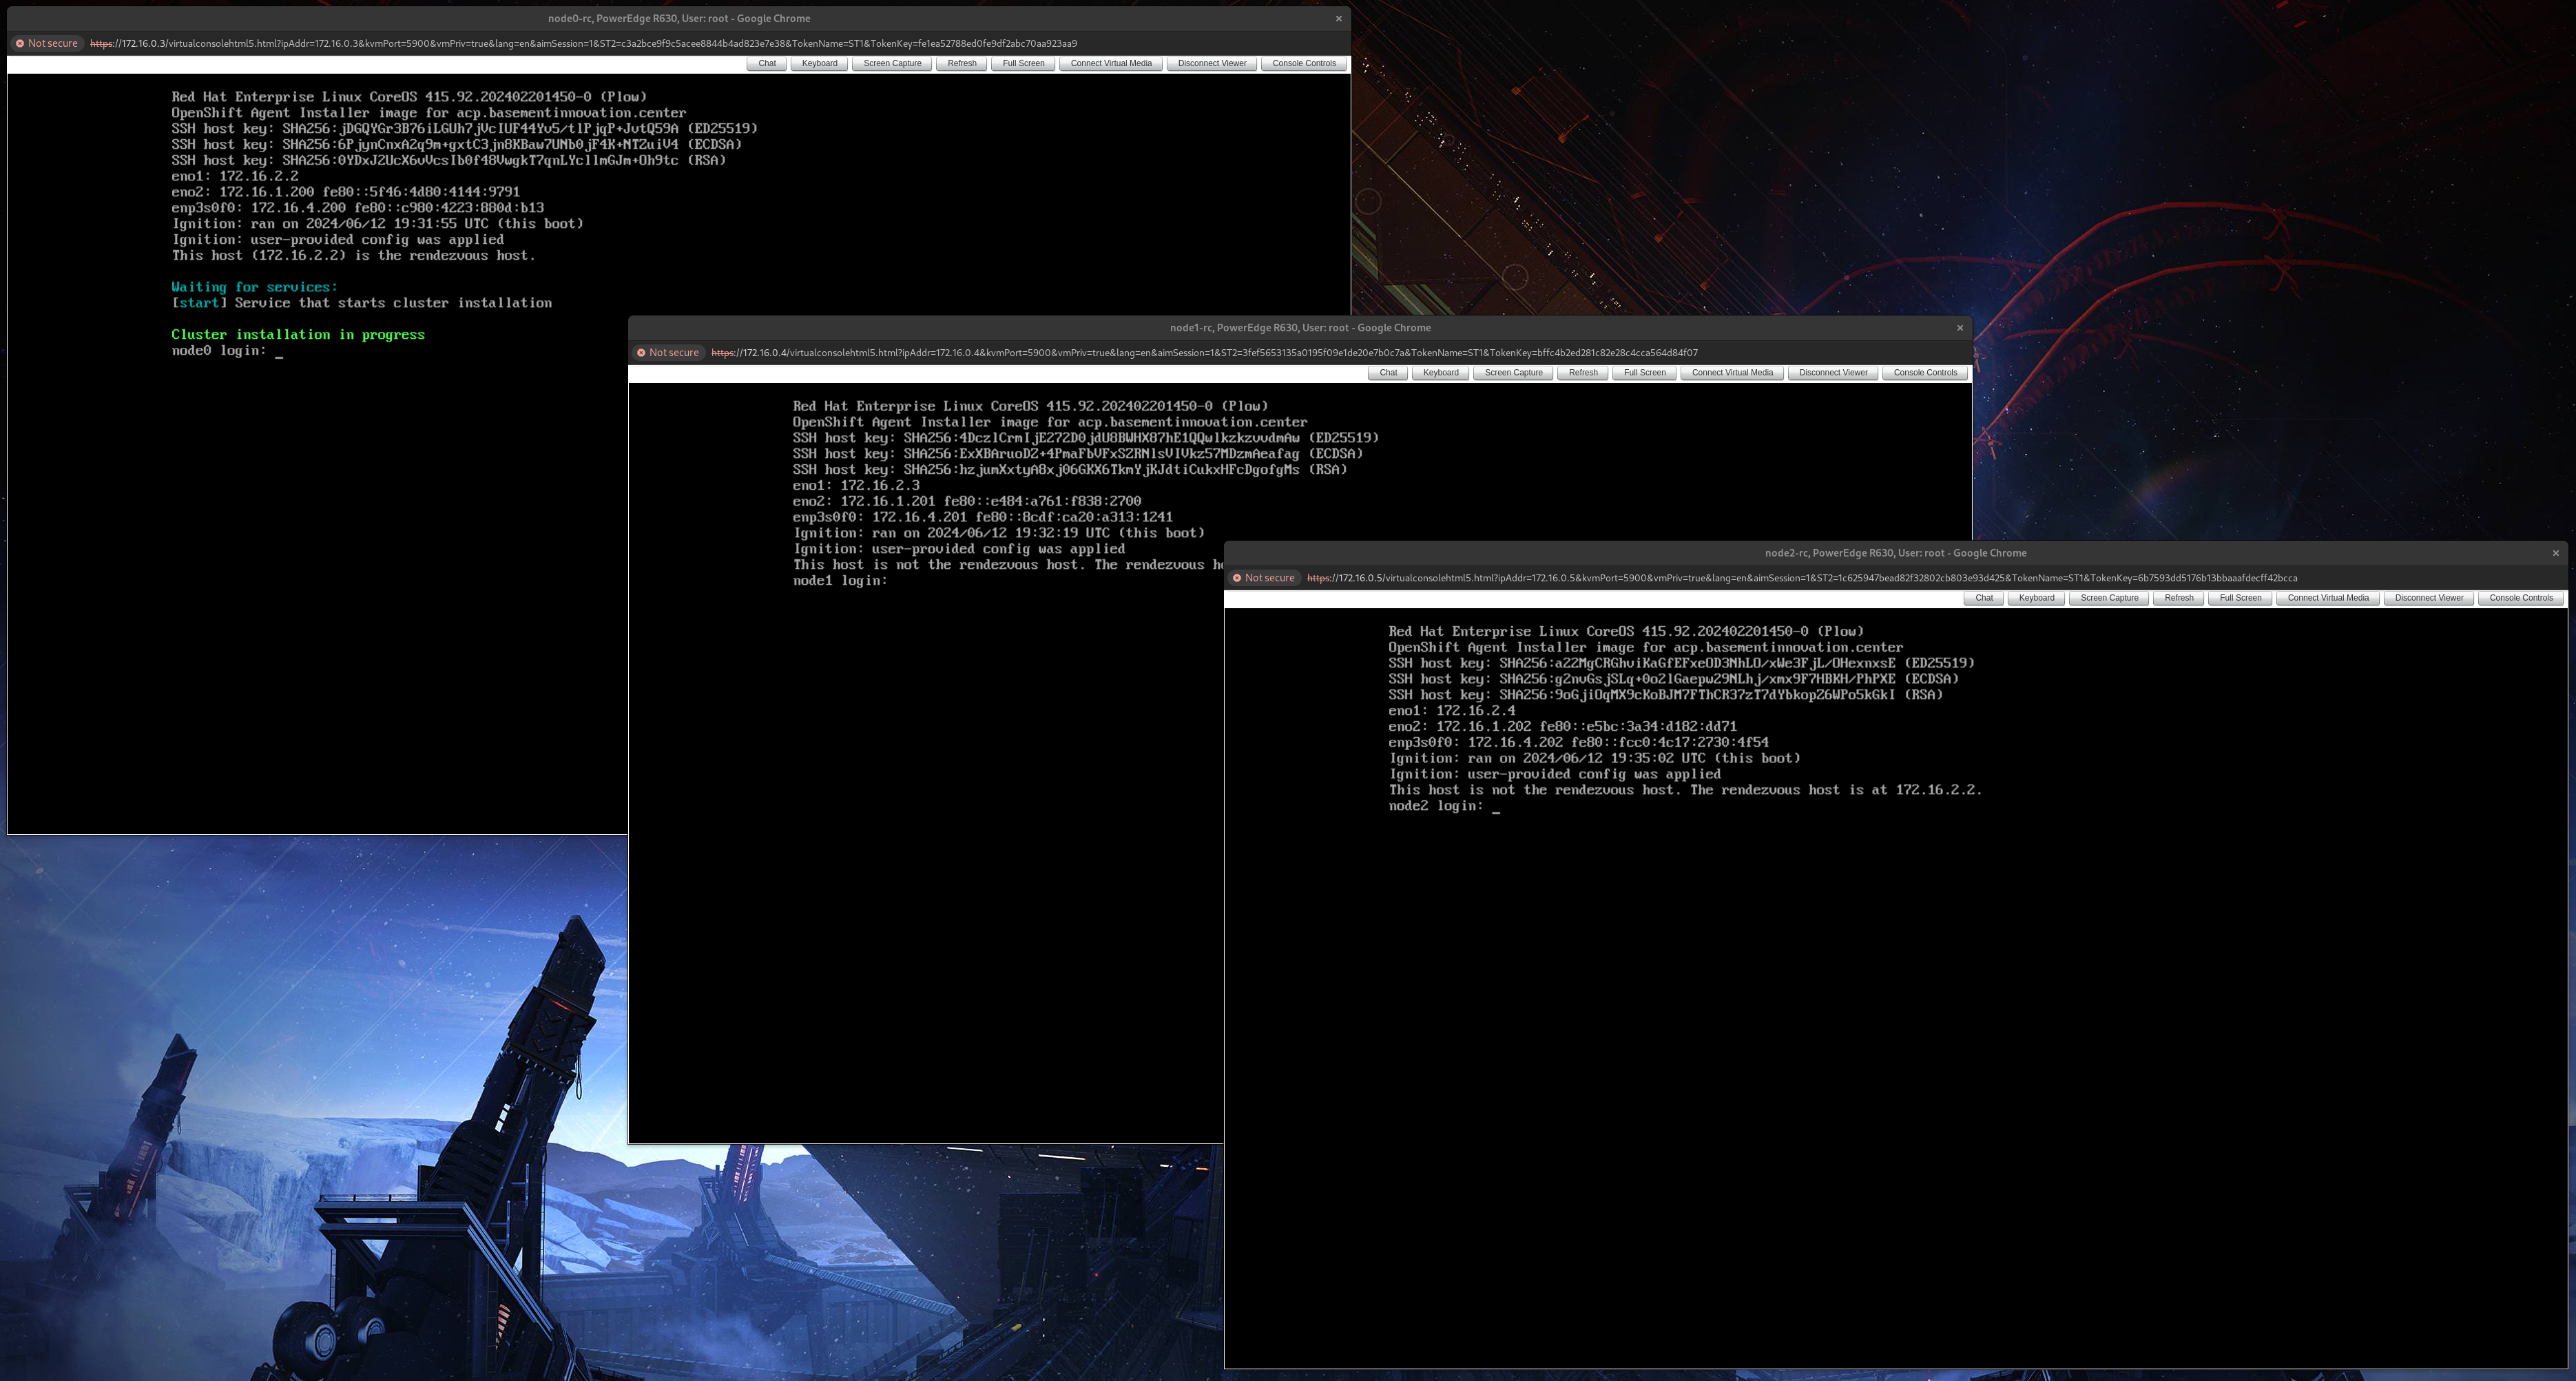 node0-rc, PowerEdge R630, User: root - Google Chrome
Not secure https://172.16.0.3/virtualconsolehtml5.html?ipAddr=172.16.0.3&kvmPort=5900&vmPriv=true&lang=en&aimSession=1&ST2=c3a2bce9f9c5acee8844b4ad823e7e38&TokenName=ST1&TokenKey=fe1ea52788ed0fe9df2abc70aa923aa9
Chat Keyboard Screen Capture Refresh Full Screen Connect Virtual Media Disconnect Viewer Console Controls
Red Hat Enterprise Linux CoreOS 415.92.202402201450-0 (Plow)
OpenShift Agent Installer image for acp.basementinnovation.center
SSH host key: SHA256:jDGQYGr3B76iLGUh7jVcIUF44Yv5/tlPjqP+JvtQ59A (ED25519)
SSH host key: SHA256:6PjynCnxA2q9m+gxtC3jn8KBaw7UNb0jF4K+NTZuiV4 (ECDSA)
SSH host key: SHA256:0YDxJ2UcX6vVcsIb0f48VwgkT7qnLYcllmGJm+Oh9tc (RSA)
eno1: 172.16.2.2
eno2: 172.16.1.200 fe80::5f46:4d80:4144:9791
enp3s0f0: 172.16.4.200 fe80::c980:4223:880d:b13
Ignition: ran on 2024/06/12 19:31:55 UTC (this boot)
Ignition: user-provided config was applied
This host (172.16.2.2) is the rendezvous host.
Waiting for services:
[start] Service that starts cluster installation
Cluster installation in progress
node0 login: _
node1-rc, PowerEdge R630, User: root - Google Chrome
Not secure https://172.16.0.4/virtualconsolehtml5.html?ipAddr=172.16.0.4&kvmPort=5900&vmPriv=true&lang=en&aimSession=1&ST2=3fef5653135a0195f09e1de20e7b0c7a&TokenName=ST1&TokenKey=bffc4b2ed281c82e28c4cca564d84f07
Chat Keyboard Screen Capture Refresh Full Screen Connect Virtual Media Disconnect Viewer Console Controls
Red Hat Enterprise Linux CoreOS 415.92.202402201450-0 (Plow)
OpenShift Agent Installer image for acp.basementinnovation.center
SSH host key: SHA256:4DczlCrmIjE272D0jdU8BWHX87hE1QQwlkzkzvvdmAw (ED25519)
SSH host key: SHA256:ExXBAruoDZ+4PmaFbVFxSZRNlsVIVkz57MDzmAeafag (ECDSA)
SSH host key: SHA256:hzjumXxtyA8xj06GKX6TkmYjKJdtiCukxHFcDgofgMs (RSA)
eno1: 172.16.2.3
eno2: 172.16.1.201 fe80::e484:a761:f838:2700
enp3s0f0: 172.16.4.201 fe80::8cdf:ca20:a313:1241
Ignition: ran on 2024/06/12 19:32:19 UTC (this boot)
Ignition: user-provided config was applied
This host is not the rendezvous host. The rendezvous
node1 login:
node2-rc, PowerEdge R630, User: root - Google Chrome
Not secure https://172.16.0.5/virtualconsolehtml5.html?ipAddr=172.16.0.5&kvmPort=5900&vmPriv=true&lang=en&aimSession=1&ST2=1c625947bead82f32802cb803e93d425&TokenName=ST1&TokenKey=6b7593dd5176b13bbaaafdecff42bcca
Chat Keyboard Screen Capture Refresh Full Screen Connect Virtual Media Disconnect Viewer Console Controls
Red Hat Enterprise Linux CoreOS 415.92.202402201450-0 (Plow)
OpenShift Agent Installer image for acp.basementinnovation.center
SSH host key: SHA256:a22MgCRGhviKaGfEFxeOD3NhLO/xWe3FjL/OHexnxsE (ED25519)
SSH host key: SHA256:g2nvGsjSLq+0o2lGaepw29NLhj/xmx9F7HBKH/PhPXE (ECDSA)
SSH host key: SHA256:9oGjiOqMX9cKoBJM7FThCR37zT7dYbkop26WPo5kGkI (RSA)
eno1: 172.16.2.4
eno2: 172.16.1.202 fe80::e5bc:3a34:d182:dd71
enp3s0f0: 172.16.4.202 fe80::fcc0:4c17:2730:4f54
Ignition: ran on 2024/06/12 19:35:02 UTC (this boot)
Ignition: user-provided config was applied
This host is not the rendezvous host. The rendezvous host is at 172.16.2.2.
node2 login: _